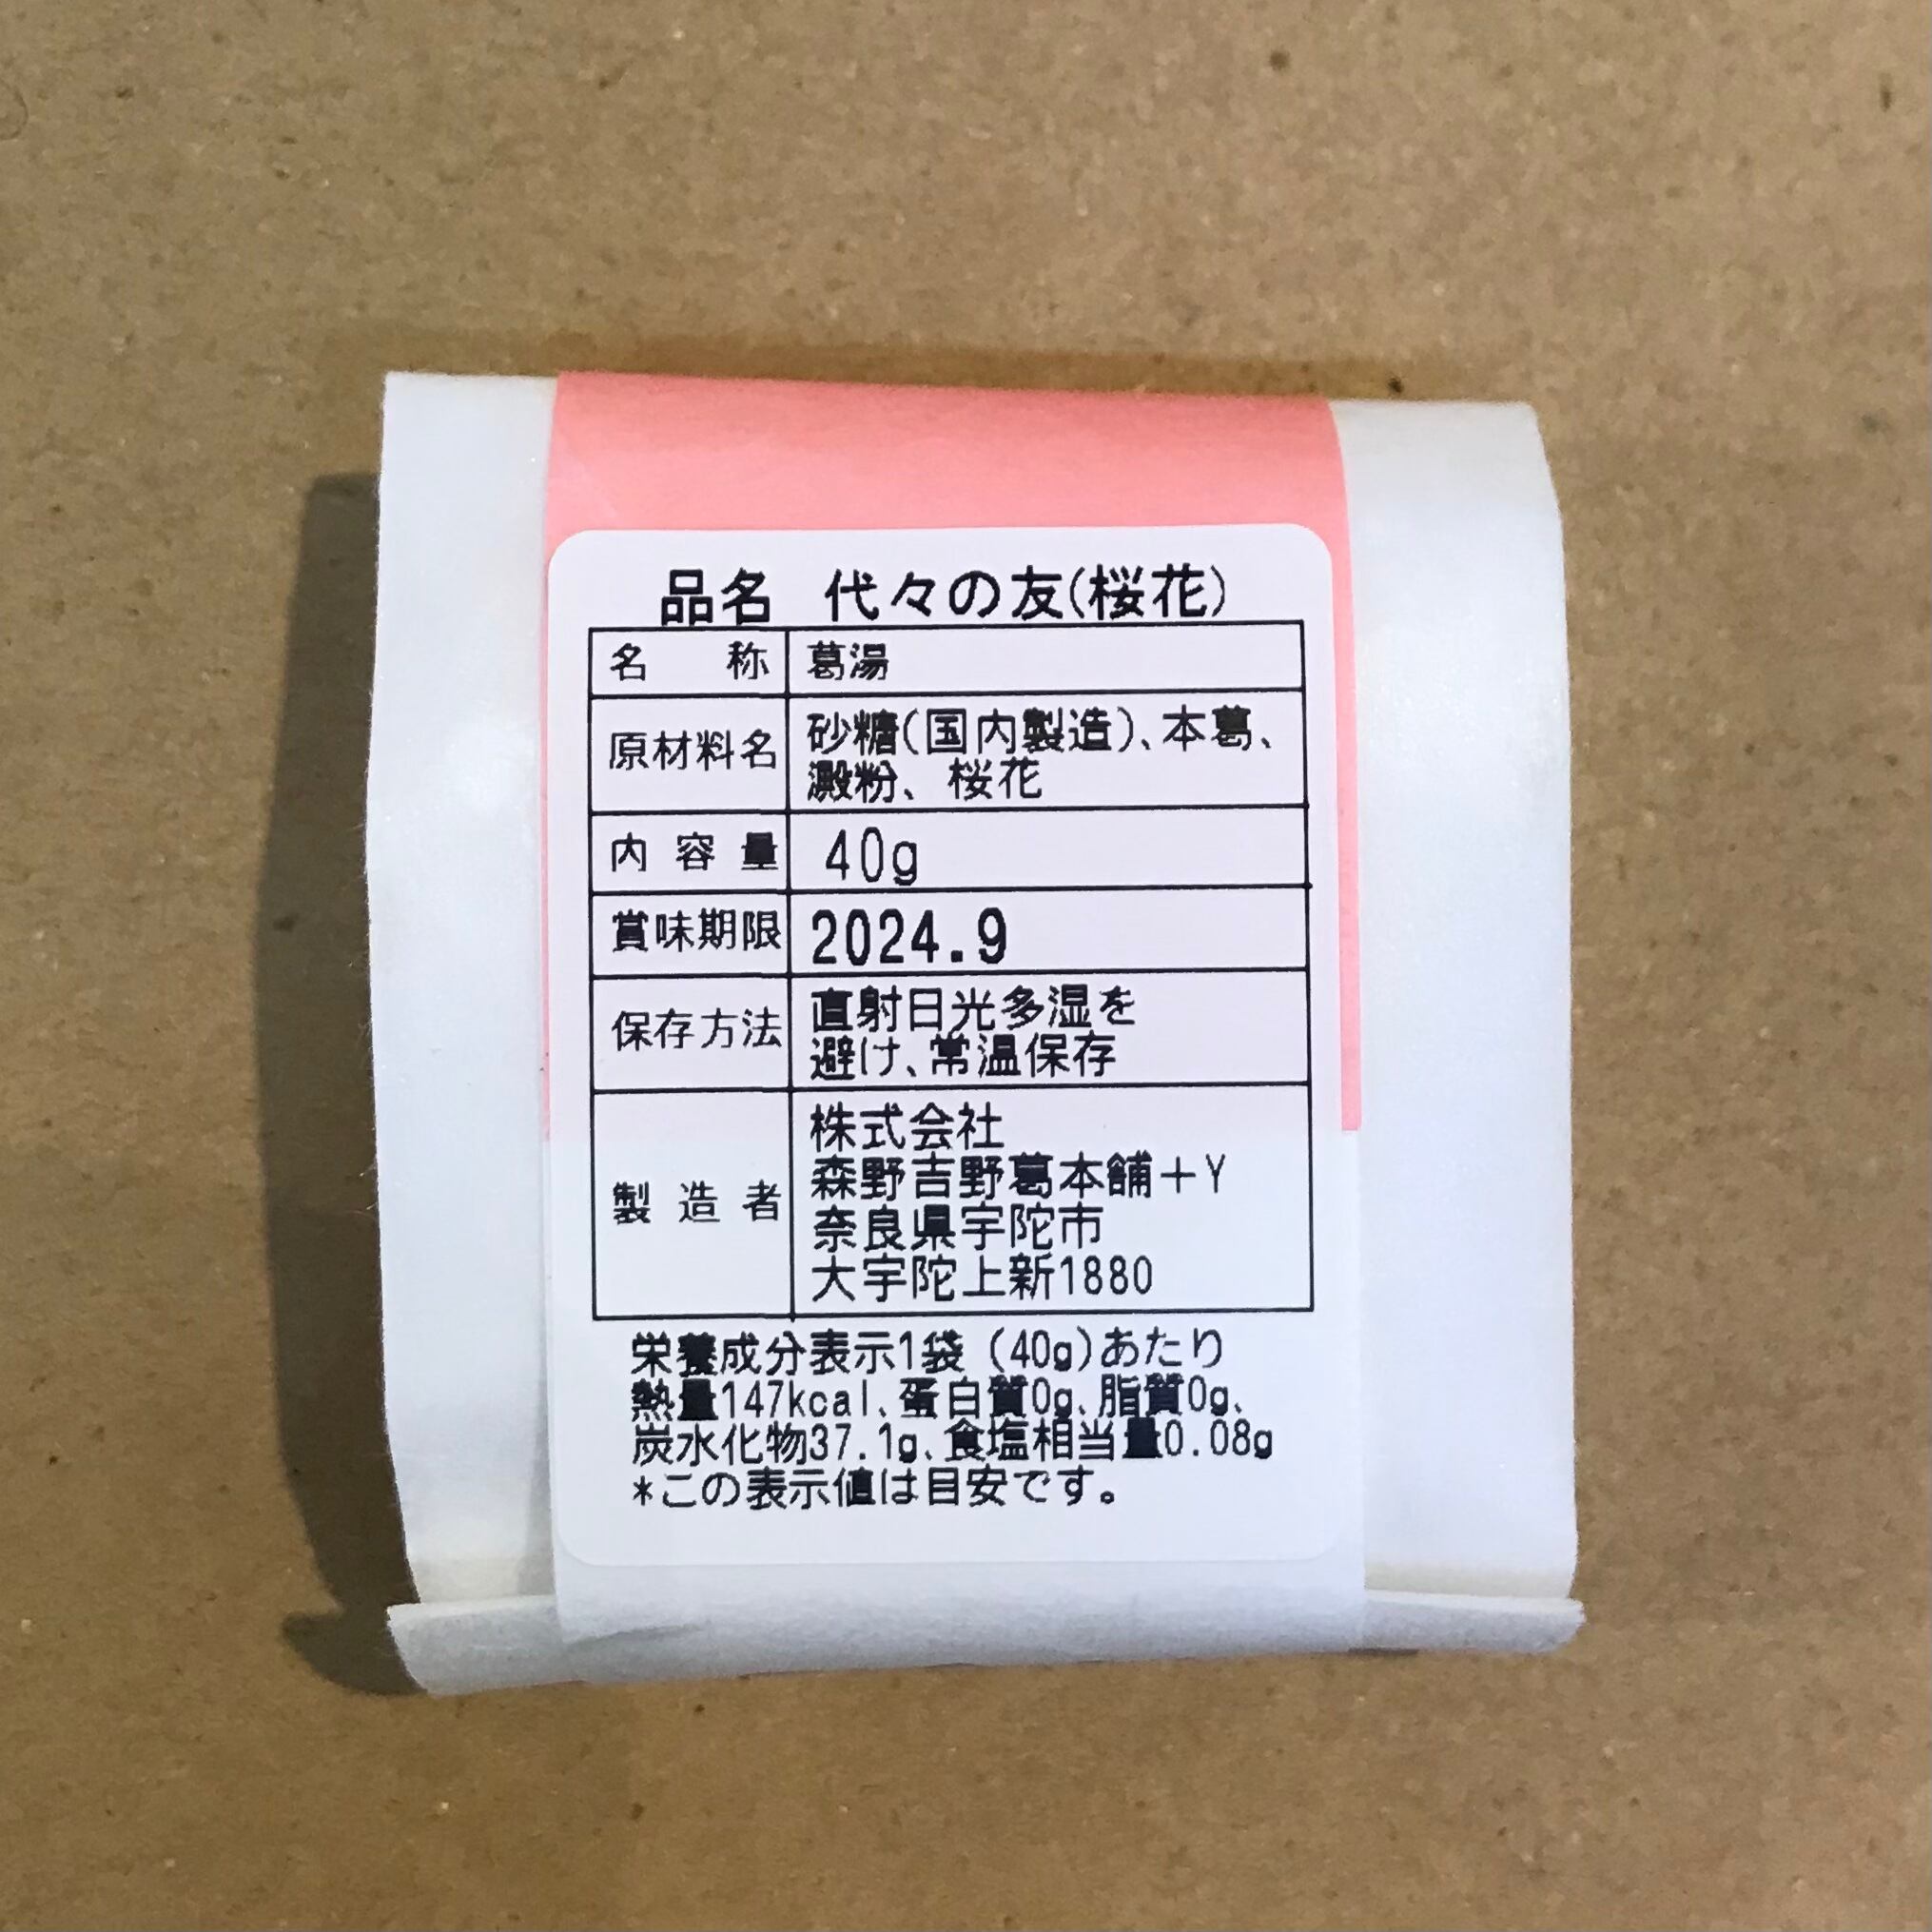 品名 代々の友(桜花)
名称 葛湯
原材料名 砂糖(国内製造)、本葛、
澱粉、桜花
内容量 40g
賞味期限 2024.9
保存方法 直射日光多湿を
避け、常温保存
製造者 株式会社
森野吉野葛本舗+Y
奈良県宇陀市
大宇陀上新1880
栄養成分表示1袋(40g)あたり
熱量147kcal、蛋白質0g、脂質0g、
炭水化物37.1g、食塩相当量0.08g
*この表示値は目安です。